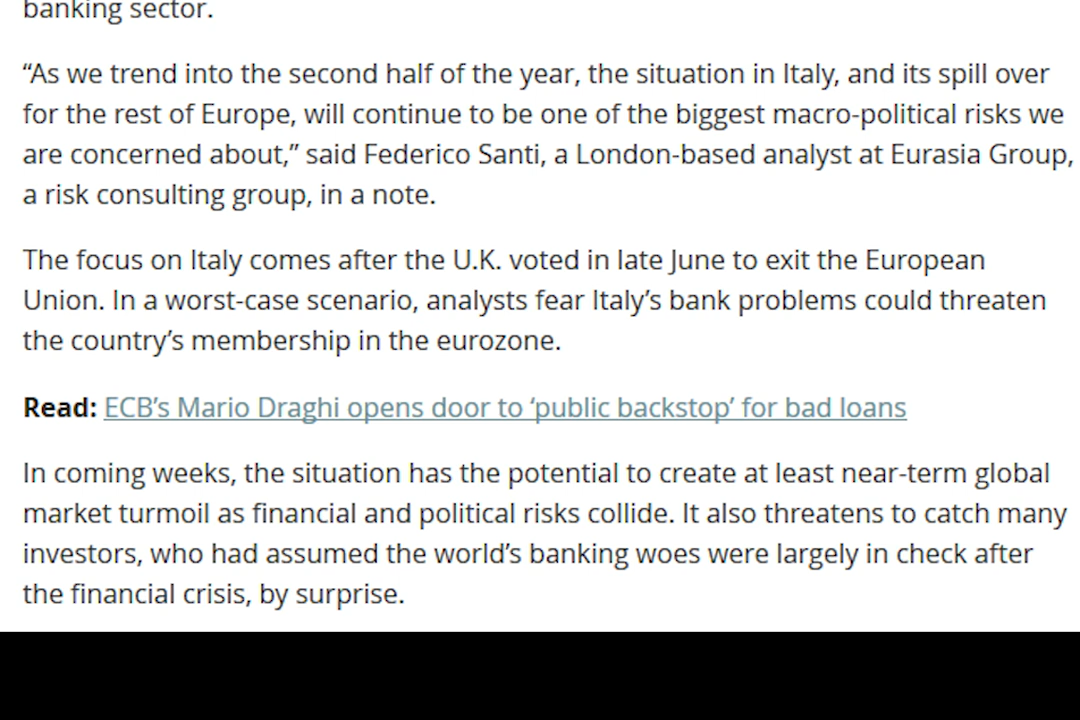 banking sector.
“As we trend into the second half of the year, the situation in Italy, and its spill over
for the rest of Europe, will continue to be one of the biggest macro-political risks we
are concerned about,” said Federico Santi, a London-based analyst at Eurasia Group,
a risk consulting group, in a note.
The focus on Italy comes after the U.K. voted in late June to exit the European
Union. In a worst-case scenario, analysts fear Italy’s bank problems could threaten
the country’s membership in the eurozone.
Read: ECB’s Mario Draghi opens door to ‘public backstop’ for bad loans
In coming weeks, the situation has the potential to create at least near-term global
market turmoil as financial and political risks collide. It also threatens to catch many
investors, who had assumed the world’s banking woes were largely in check after
the financial crisis, by surprise.